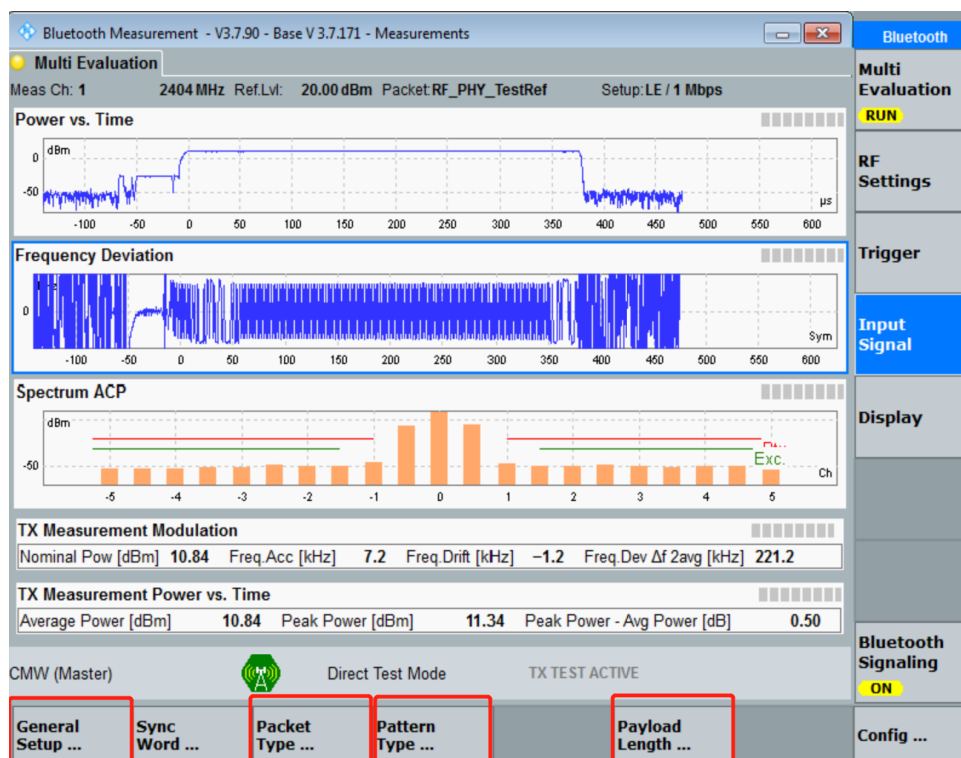 Bluetooth Measurement - V3.7.90 - Base V 3.7.171 - Measurements
Bluetooth
Multi Evaluation
Meas Ch: 1 2404 MHz Ref.Lvl: 20.00 dBm Packet: RF_PHY_TestRef Setup: LE / 1 Mbps
Multi
Evaluation
RUN
Power vs. Time
dBm
0
-50
µs
-100 -50 0 50 100 150 200 250 300 350 400 450 500 550 600
RF
Settings
Frequency Deviation
0
Sym
-100 -50 0 50 100 150 200 250 300 350 400 450 500 550 600
Trigger
Input
Signal
Spectrum ACP
dBm
-50
Exc.
Ch
-5 -4 -3 -2 -1 0 1 2 3 4 5
Display
TX Measurement Modulation
Nominal Pow [dBm] 10.84 Freq.Acc [kHz] 7.2 Freq.Drift [kHz] −1.2 Freq.Dev Δf 2avg [kHz] 221.2
TX Measurement Power vs. Time
Average Power [dBm] 10.84 Peak Power [dBm] 11.34 Peak Power - Avg Power [dB] 0.50
CMW (Master) Direct Test Mode TX TEST ACTIVE
Bluetooth
Signaling
ON
General
Setup ...
Sync
Word ...
Packet
Type ...
Pattern
Type ...
Payload
Length ...
Config ...